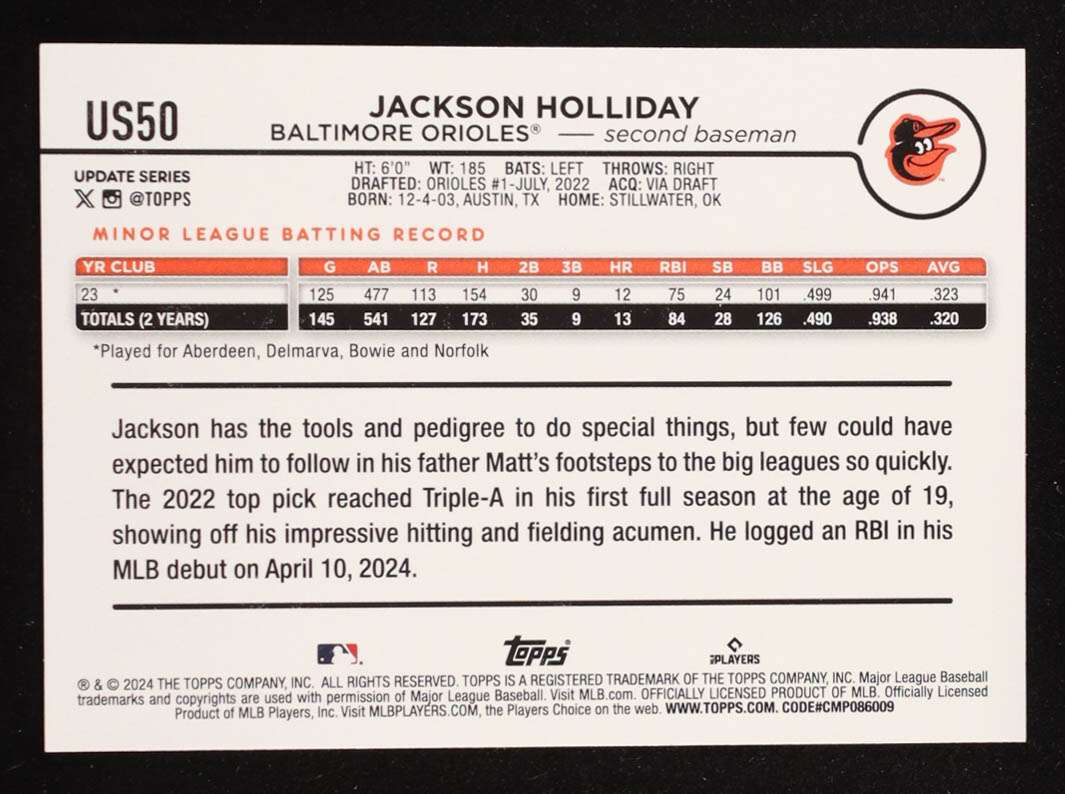 US50
JACKSON HOLLIDAY
BALTIMORE ORIOLES® — second baseman
UPDATE SERIES
@TOPPS
HT: 6'0" WT: 185 BATS: LEFT THROWS: RIGHT
DRAFTED: ORIOLES #1-JULY, 2022 ACQ: VIA DRAFT
BORN: 12-4-03, AUSTIN, TX HOME: STILLWATER, OK
MINOR LEAGUE BATTING RECORD
YR CLUB G AB R H 2B 3B HR RBI SB BB SLG OPS AVG
23 * 125 477 113 154 30 9 12 75 24 101 .499 .941 .323
TOTALS (2 YEARS) 145 541 127 173 35 9 13 84 28 126 .490 .938 .320
*Played for Aberdeen, Delmarva, Bowie and Norfolk
Jackson has the tools and pedigree to do special things, but few could have
expected him to follow in his father Matt's footsteps to the big leagues so quickly.
The 2022 top pick reached Triple-A in his first full season at the age of 19,
showing off his impressive hitting and fielding acumen. He logged an RBI in his
MLB debut on April 10, 2024.
topps®
PLAYERS
® & © 2024 THE TOPPS COMPANY, INC. ALL RIGHTS RESERVED. TOPPS IS A REGISTERED TRADEMARK OF THE TOPPS COMPANY, INC. Major League Baseball
trademarks and copyrights are used with permission of Major League Baseball. Visit MLB.com. OFFICIALLY LICENSED PRODUCT OF MLB. Officially Licensed
Product of MLB Players, Inc. Visit MLBPLAYERS.COM, the Players Choice on the web. WWW.TOPPS.COM. CODE#CMP086009